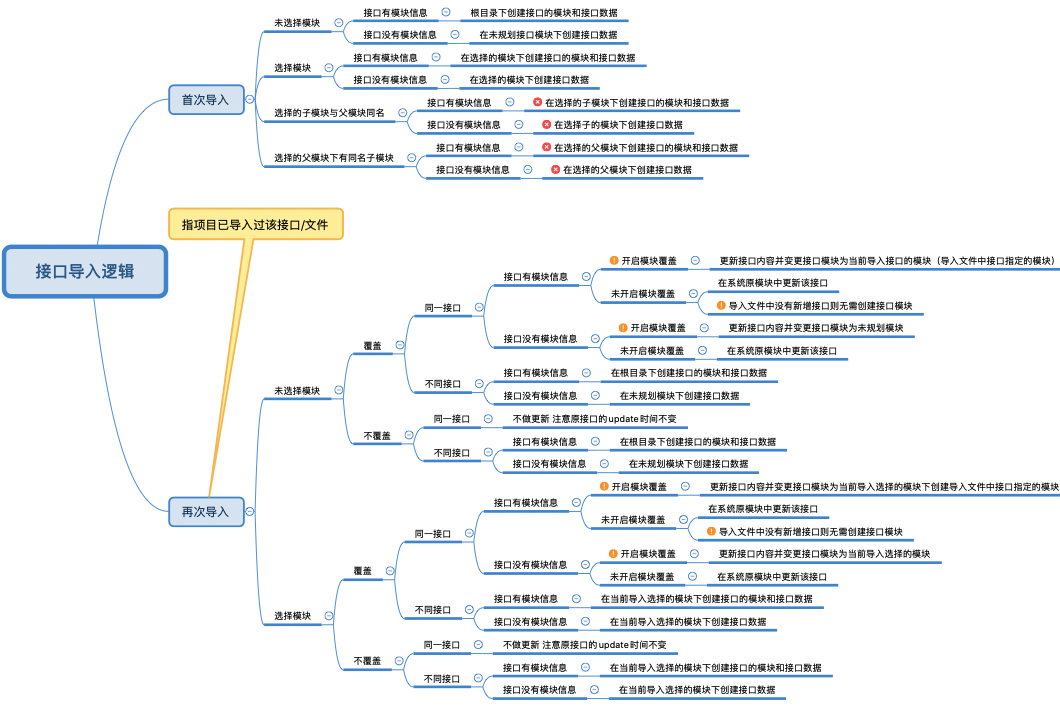 接口导入逻辑
首次导入
未选择模块
接口有模块信息
根目录下创建接口的模块和接口数据
接口没有模块信息
在未规划接口模块下创建接口数据
选择模块
接口有模块信息
在选择的模块下创建接口的模块和接口数据
接口没有模块信息
在选择的模块下创建接口数据
选择的子模块与父模块同名
接口有模块信息
在选择的子模块下创建接口的模块和接口数据
接口没有模块信息
在选择子的模块下创建接口数据
选择的父模块下有同名子模块
接口有模块信息
在选择的父模块下创建接口的模块和接口数据
接口没有模块信息
在选择的父模块下创建接口数据
指项目已导入过该接口/文件
再次导入
未选择模块
覆盖
同一接口
接口有模块信息
开启模块覆盖
更新接口内容并变更接口模块为当前导入接口的模块（导入文件中接口指定的模块）
未开启模块覆盖
在系统原模块中更新该接口
导入文件中没有新增接口则无需创建接口模块
接口没有模块信息
开启模块覆盖
更新接口内容并变更接口模块为未规划模块
未开启模块覆盖
在系统原模块中更新该接口
不同接口
接口有模块信息
在根目录下创建接口的模块和接口数据
接口没有模块信息
在未规划模块下创建接口数据
不覆盖
同一接口
不做更新 注意原接口的update时间不变
不同接口
接口有模块信息
在根目录下创建接口的模块和接口数据
接口没有模块信息
在未规划模块下创建接口数据
选择模块
覆盖
同一接口
接口有模块信息
开启模块覆盖
更新接口内容并变更接口模块为当前导入选择的模块下创建导入文件中接口指定的模块
未开启模块覆盖
在系统原模块中更新该接口
导入文件中没有新增接口则无需创建接口模块
接口没有模块信息
开启模块覆盖
更新接口内容并变更接口模块为当前导入选择的模块
未开启模块覆盖
在系统原模块中更新该接口
不同接口
接口有模块信息
在当前导入选择的模块下创建接口的模块和接口数据
接口没有模块信息
在当前导入选择的模块下创建接口数据
不覆盖
同一接口
不做更新 注意原接口的update时间不变
不同接口
接口有模块信息
在当前导入选择的模块下创建接口的模块和接口数据
接口没有模块信息
在当前导入选择的模块下创建接口数据